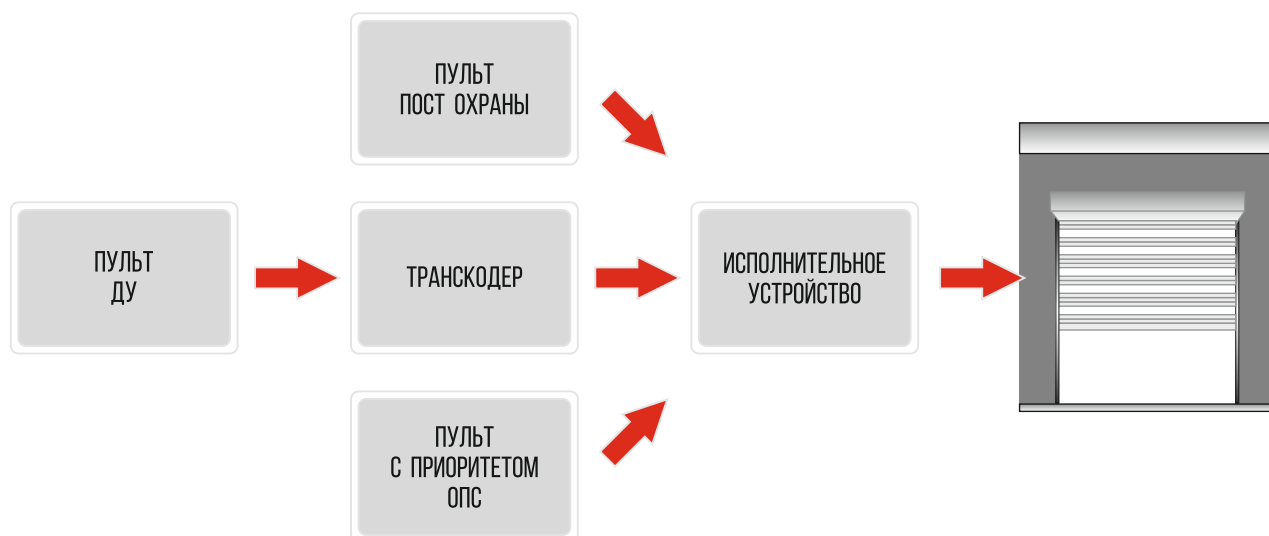 ПУЛЬТ
ПОСТ ОХРАНЫ
ПУЛЬТ
ДУ
ТРАНСКОДЕР
ИСПОЛНИТЕЛЬНОЕ
УСТРОЙСТВО
ПУЛЬТ
С ПРИОРИТЕТОМ
ОПС